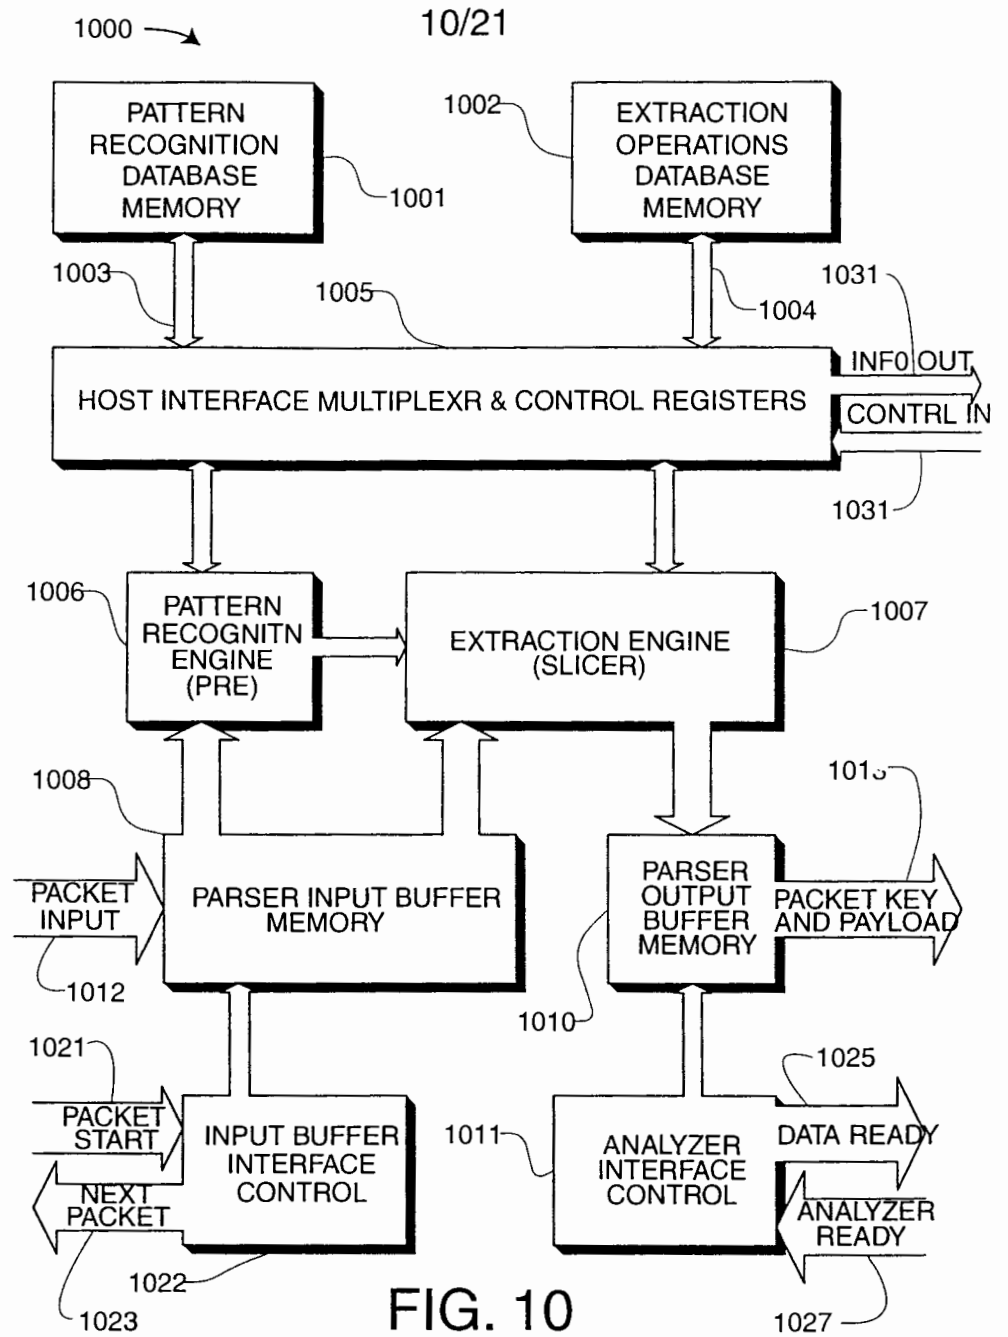 10/21
1000
PATTERN
RECOGNITION
DATABASE
MEMORY
1001
1002
EXTRACTION
OPERATIONS
DATABASE
MEMORY
1003
1005
1004
1031
HOST INTERFACE MULTIPLEXR & CONTROL REGISTERS
INF0 OUT
CONTRL IN
1031
1006
PATTERN
RECOGNITN
ENGINE
(PRE)
EXTRACTION ENGINE
(SLICER)
1007
1008
PACKET
INPUT
1012
PARSER INPUT BUFFER
MEMORY
PARSER
OUTPUT
BUFFER
MEMORY
1010
PACKET KEY
AND PAYLOAD
1021
PACKET
START
NEXT
PACKET
1023
INPUT BUFFER
INTERFACE
CONTROL
1022
1011
ANALYZER
INTERFACE
CONTROL
1025
DATA READY
ANALYZER
READY
1027
FIG. 10